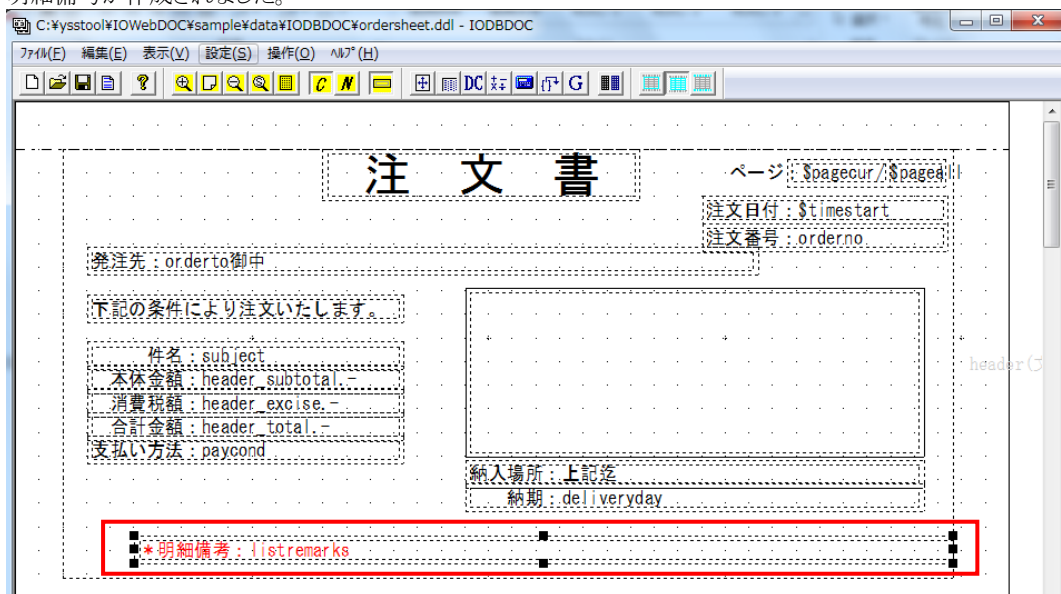 明細備考が作成されました。
C:¥ysstool¥IOWebDOC¥sample¥data¥IODBDOC¥ordersheet.ddl - IODBDOC
ﾌｧｲﾙ(F) 編集(E) 表示(V) 設定(S) 操作(O) ﾍﾙﾌﾟ(H)
C N DC G
注 文 書
ページ：$pagecur/$pageall
注文日付：$timestart
注文番号：orderno
発注先：orderto御中
下記の条件により注文いたします。
件名：subject
本体金額：header_subtotal.-
header(
消費税額：header_excise.-
合計金額：header_total.-
支払い方法：paycond
納入場所：上記迄
納期：deliveryday
＊明細備考：listremarks